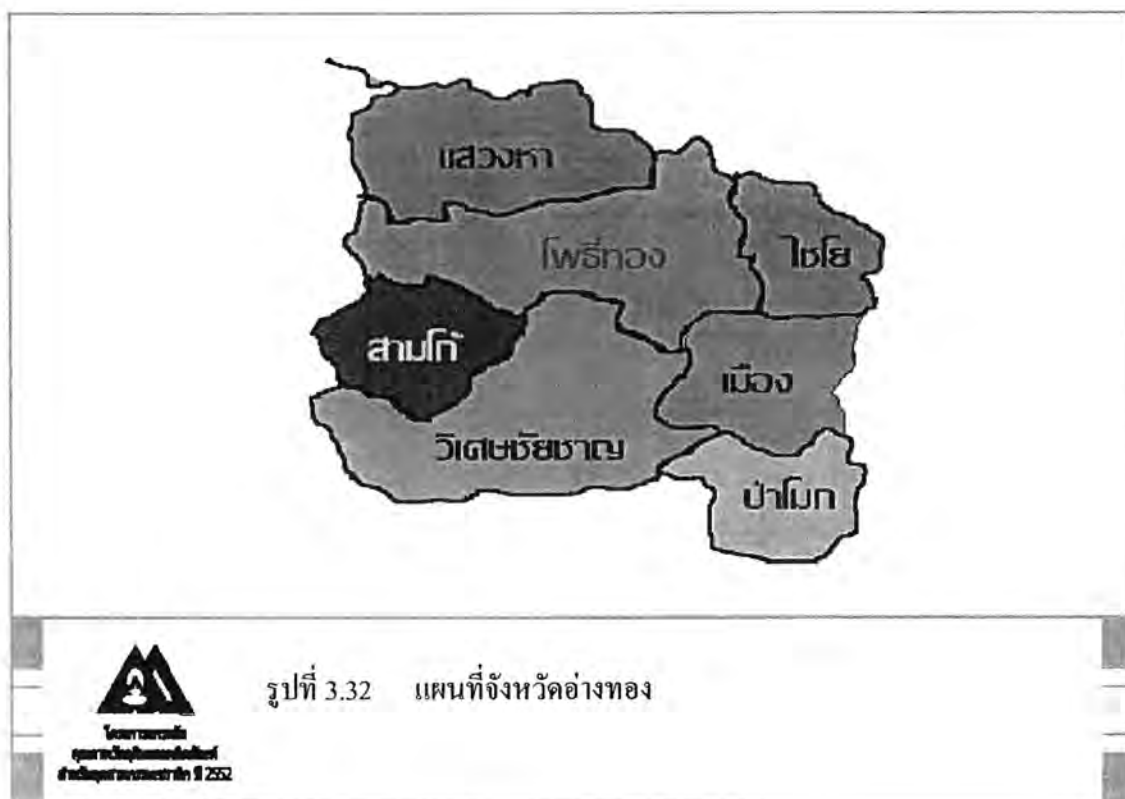 แสวงหา
โพธิ์ทอง
ไชโย
สามโก้
เมือง
วิเศษชัยชาญ
ป่าโมก
รูปที่ 3.32 แผนที่จังหวัดอ่างทอง
ปี 2552